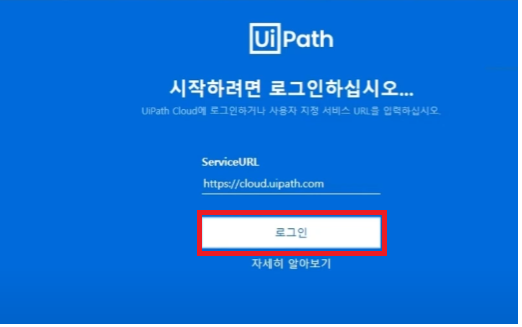 UiPath
시작하려면 로그인하십시오...
UiPath Cloud에 로그인하거나 사용자 지정 서비스 URL을 입력하십시오.
ServiceURL
https://cloud.uipath.com
로그인
자세히 알아보기